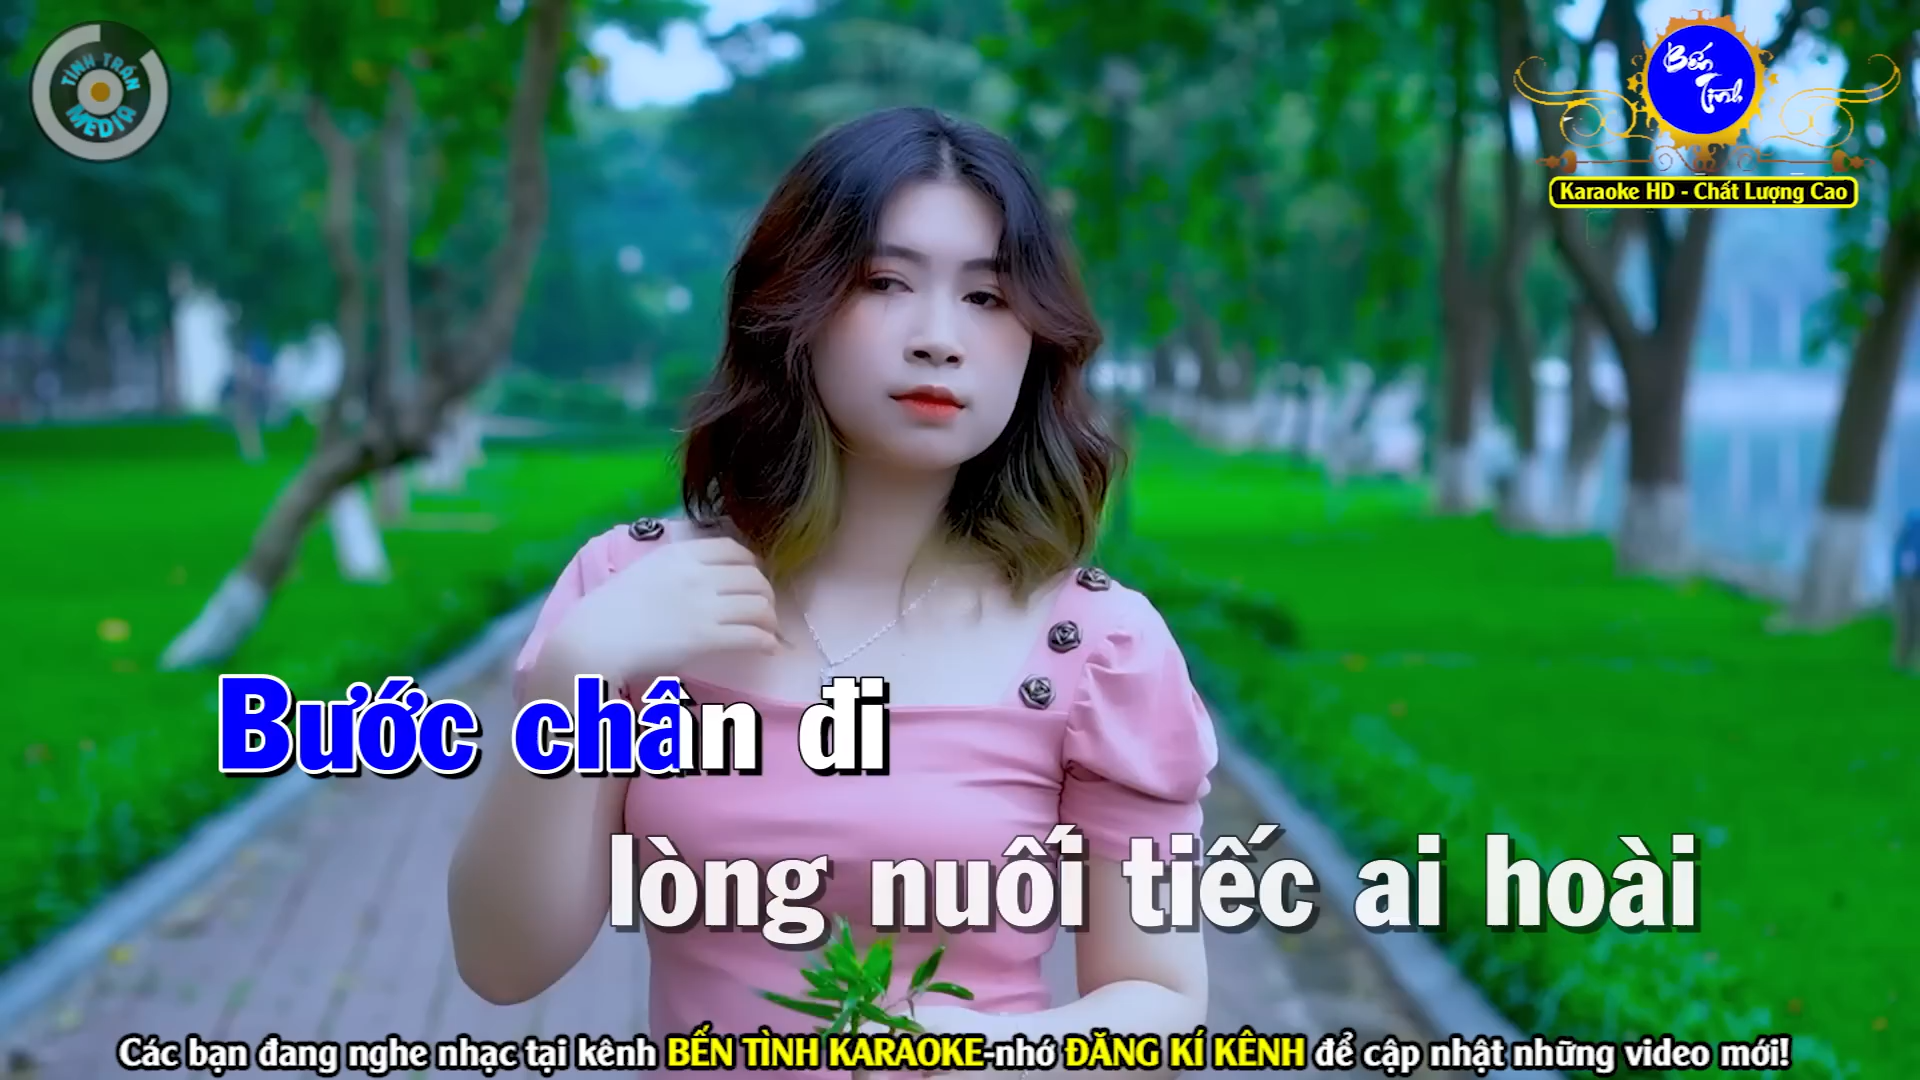 TÌNH TRẦN
MEDIA
Bến
Tình
Karaoke HD - Chất Lượng Cao
Bước chân đi
lòng nuối tiếc ai hoài
Các bạn đang nghe nhạc tại kênh BẾN TÌNH KARAOKE-nhớ ĐĂNG KÍ KÊNH để cập nhật những video mới!